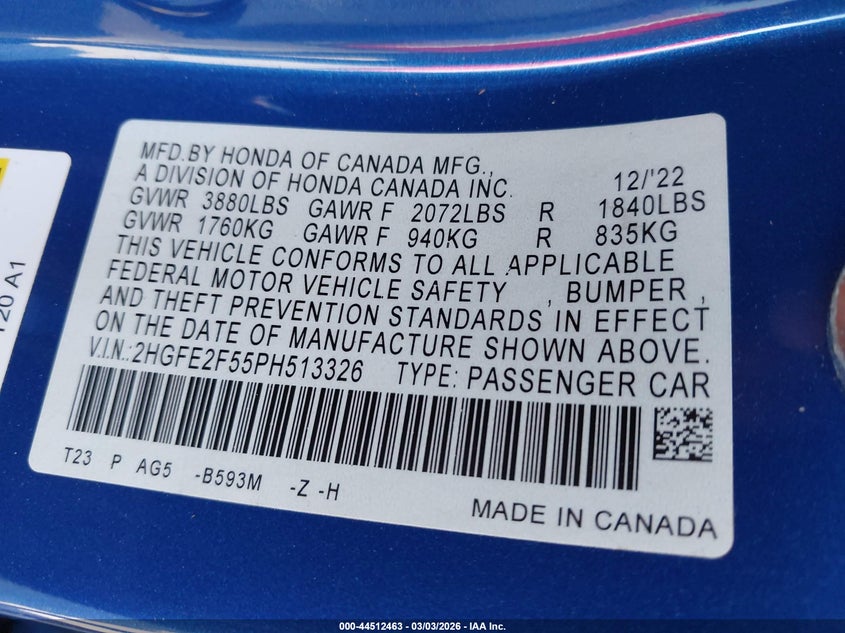 MFD.BY HONDA OF CANADA MFG.,
A DIVISION OF HONDA CANADA INC. 12/'22
GVWR 3880LBS GAWR F 2072LBS R 1840LBS
GVWR 1760KG GAWR F 940KG R 835KG
THIS VEHICLE CONFORMS TO ALL APPLICABLE
FEDERAL MOTOR VEHICLE SAFETY , BUMPER ,
AND THEFT PREVENTION STANDARDS IN EFFECT
ON THE DATE OF MANUFACTURE SHOWN ABOVE.
V.I.N.:2HGFE2F55PH513326 TYPE: PASSENGER CAR
T23 P AG5 -B593M -Z -H
MADE IN CANADA
120 A1
000-44512463 - 03/03/2026 - IAA Inc.